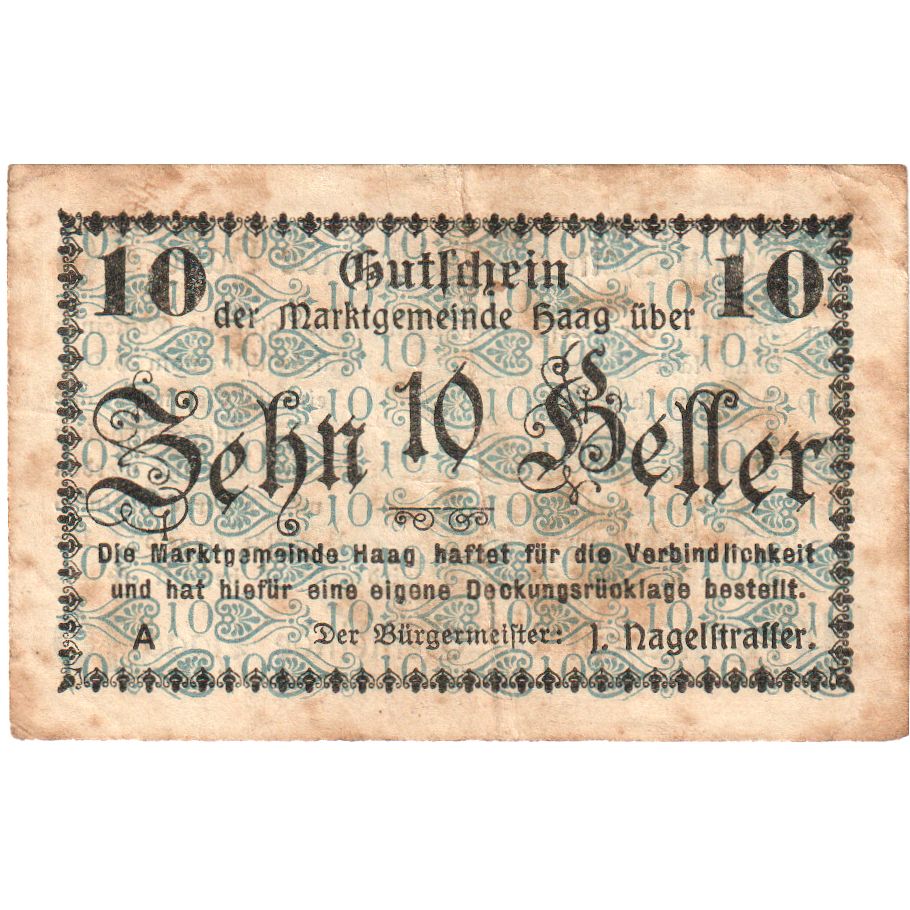 10 Gutschein 10
der Marktgemeinde Haag über
Zehn 10 Heller
Die Marktgemeinde Haag haftet für die Verbindlichkeit
und hat hiefür eine eigene Deckungsrücklage bestellt.
A Der Bürgermeister: J. Nagelstrasser.